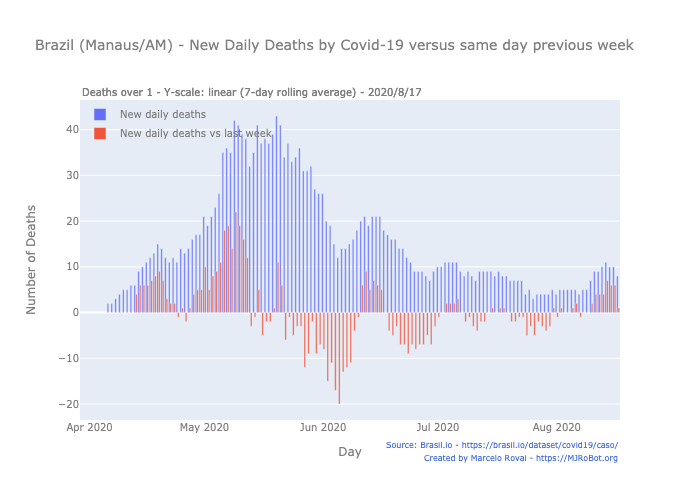 Brazil (Manaus/AM) - New Daily Deaths by Covid-19 versus same day previous week
Deaths over 1 - Y-scale: linear (7-day rolling average) - 2020/8/17
New daily deaths
New daily deaths vs last week
40
30
20
10
0
−10
−20
Number of Deaths
Apr 2020
May 2020
Jun 2020
Jul 2020
Aug 2020
Day
Source: Brasil.io - https://brasil.io/dataset/covid19/caso/
Created by Marcelo Rovai - https://MJRoBot.org